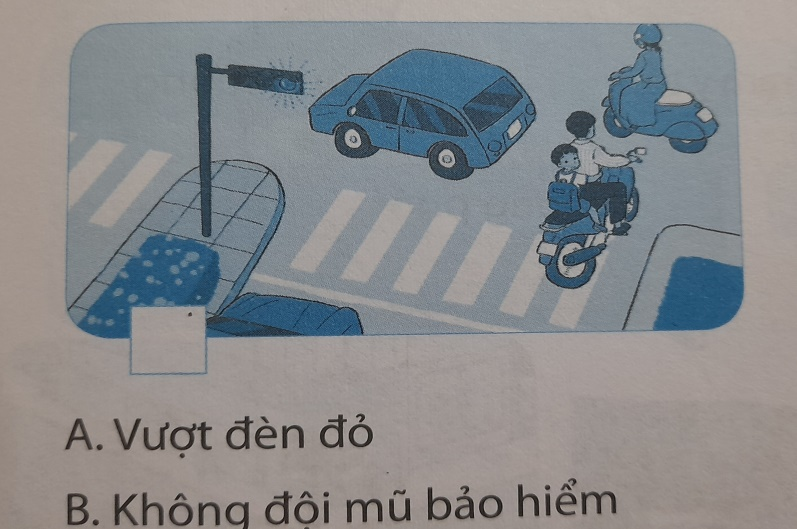 A. Vượt đèn đỏ
B. Không đội mũ bảo hiểm